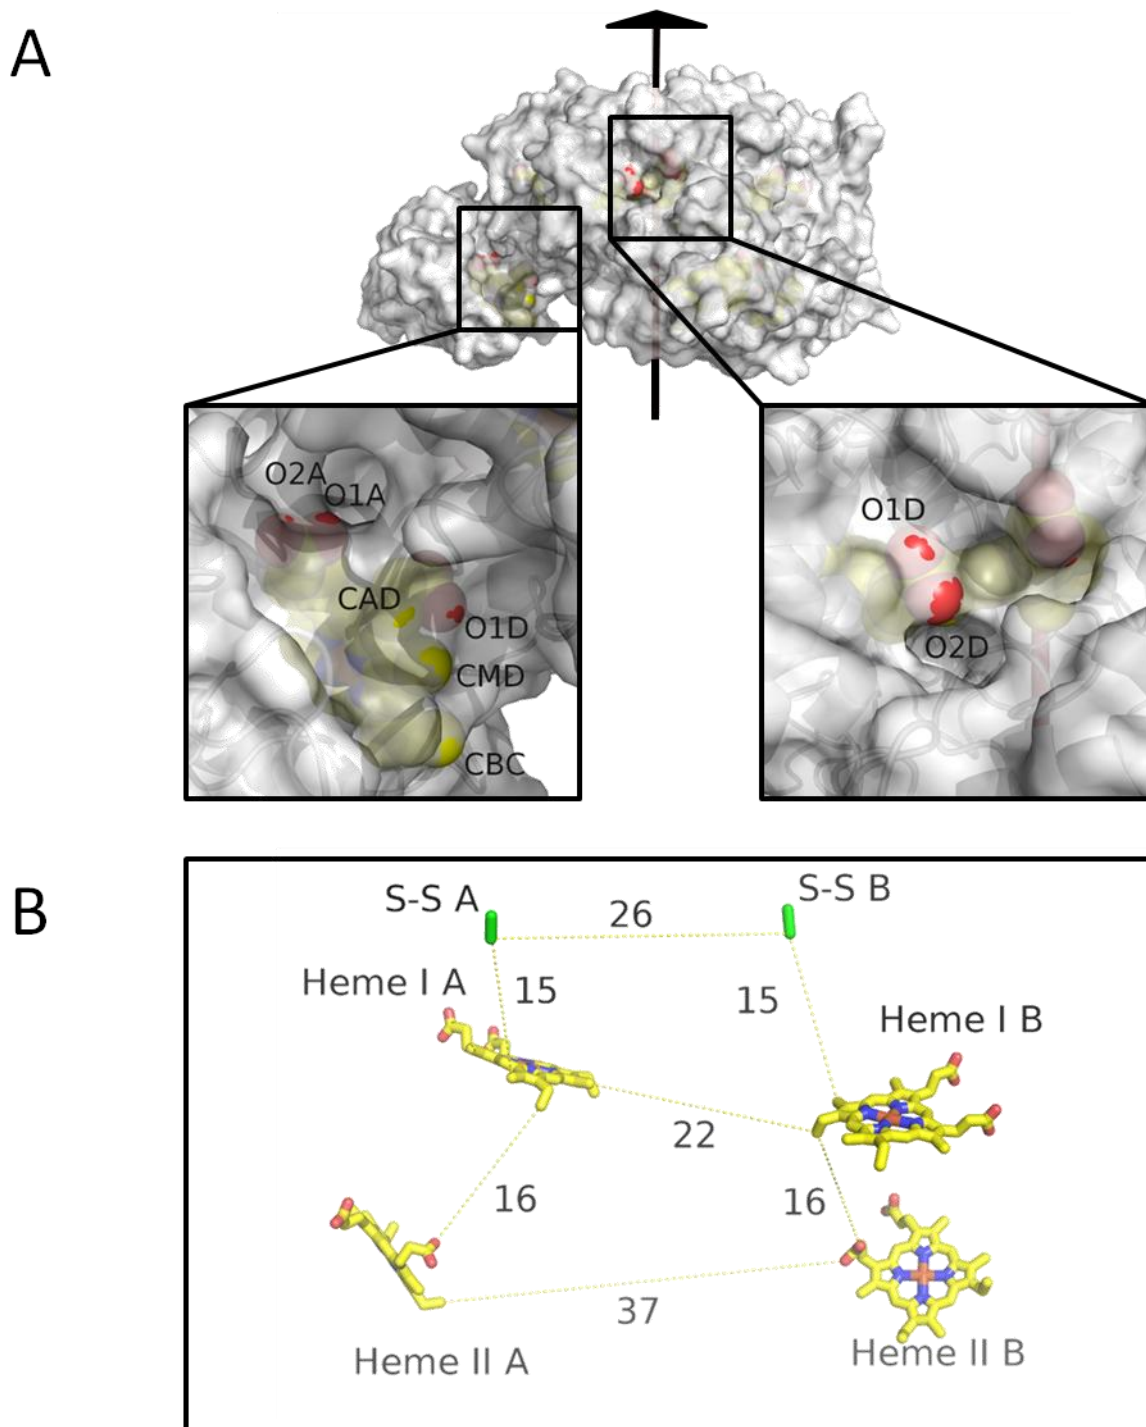 A
O2A
O1A
CAD
O1D
CMD
CBC
O1D
O2D
B
S-S A
26
S-S B
15
15
Heme I A
Heme I B
22
16
16
37
Heme II A
Heme II B